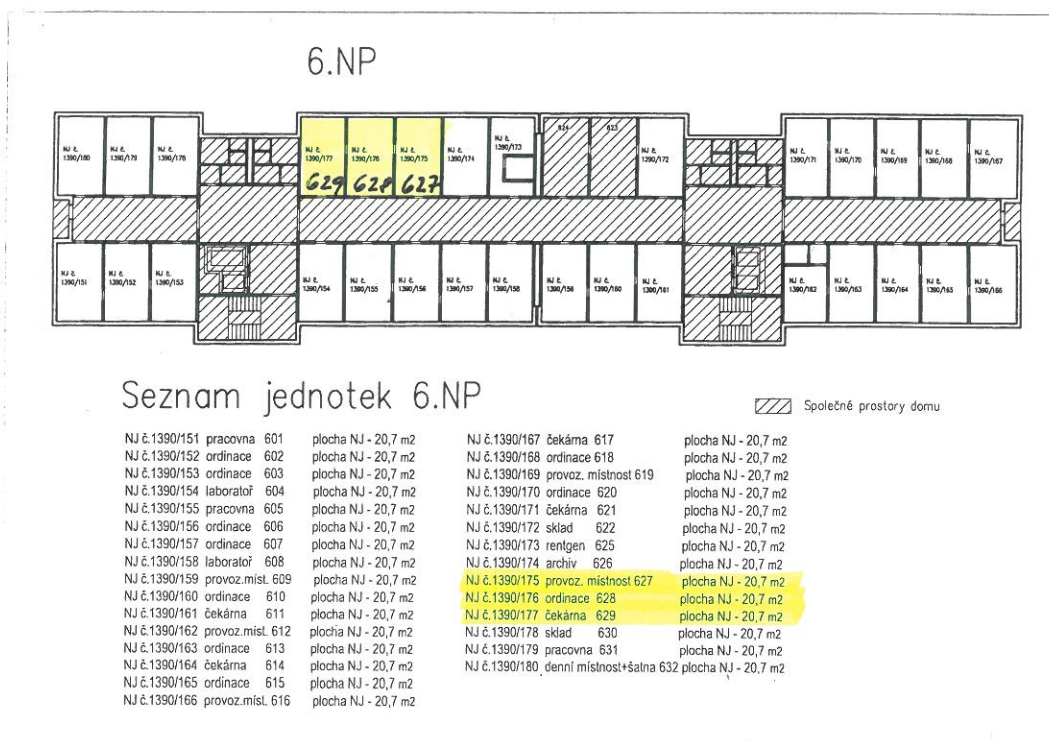 6.NP
NJ č. 1390/180
NJ č. 1390/179
NJ č. 1390/178
NJ č. 1390/177
NJ č. 1390/176
NJ č. 1390/175
NJ č. 1390/174
NJ č. 1390/173
624
623
NJ č. 1390/172
NJ č. 1390/171
NJ č. 1390/170
NJ č. 1390/169
NJ č. 1390/168
NJ č. 1390/167
629 628 627
NJ č. 1390/151
NJ č. 1390/152
NJ č. 1390/153
NJ č. 1390/154
NJ č. 1390/155
NJ č. 1390/156
NJ č. 1390/157
NJ č. 1390/158
NJ č. 1390/159
NJ č. 1390/160
NJ č. 1390/161
NJ č. 1390/162
NJ č. 1390/163
NJ č. 1390/164
NJ č. 1390/165
NJ č. 1390/166
Seznam jednotek 6.NP
Společné prostory domu
NJ č.1390/151 pracovna 601 plocha NJ - 20,7 m2
NJ č.1390/152 ordinace 602 plocha NJ - 20,7 m2
NJ č.1390/153 ordinace 603 plocha NJ - 20,7 m2
NJ č.1390/154 laboratoř 604 plocha NJ - 20,7 m2
NJ č.1390/155 pracovna 605 plocha NJ - 20,7 m2
NJ č.1390/156 ordinace 606 plocha NJ - 20,7 m2
NJ č.1390/157 ordinace 607 plocha NJ - 20,7 m2
NJ č.1390/158 laboratoř 608 plocha NJ - 20,7 m2
NJ č.1390/159 provoz.míst. 609 plocha NJ - 20,7 m2
NJ č.1390/160 ordinace 610 plocha NJ - 20,7 m2
NJ č.1390/161 čekárna 611 plocha NJ - 20,7 m2
NJ č.1390/162 provoz.míst. 612 plocha NJ - 20,7 m2
NJ č.1390/163 ordinace 613 plocha NJ - 20,7 m2
NJ č.1390/164 čekárna 614 plocha NJ - 20,7 m2
NJ č.1390/165 ordinace 615 plocha NJ - 20,7 m2
NJ č.1390/166 provoz.míst. 616 plocha NJ - 20,7 m2
NJ č.1390/167 čekárna 617 plocha NJ - 20,7 m2
NJ č.1390/168 ordinace 618 plocha NJ - 20,7 m2
NJ č.1390/169 provoz. místnost 619 plocha NJ - 20,7 m2
NJ č.1390/170 ordinace 620 plocha NJ - 20,7 m2
NJ č.1390/171 čekárna 621 plocha NJ - 20,7 m2
NJ č.1390/172 sklad 622 plocha NJ - 20,7 m2
NJ č.1390/173 rentgen 625 plocha NJ - 20,7 m2
NJ č.1390/174 archiv 626 plocha NJ - 20,7 m2
NJ č.1390/175 provoz. místnost 627 plocha NJ - 20,7 m2
NJ č.1390/176 ordinace 628 plocha NJ - 20,7 m2
NJ č.1390/177 čekárna 629 plocha NJ - 20,7 m2
NJ č.1390/178 sklad 630 plocha NJ - 20,7 m2
NJ č.1390/179 pracovna 631 plocha NJ - 20,7 m2
NJ č.1390/180 denní místnost+šatna 632 plocha NJ - 20,7 m2